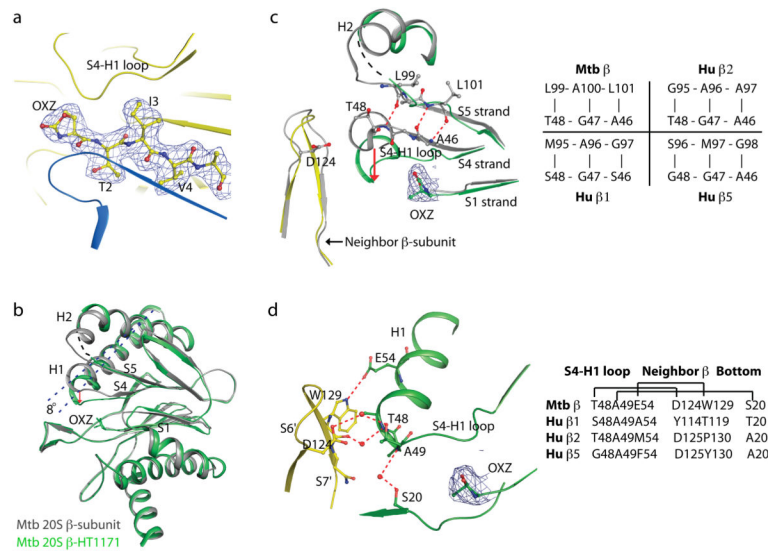 a
S4-H1 loop
OXZ
I3
T2
V4
c
H2
L99
L101
T48
S5 strand
A46
S4-H1 loop
S4 strand
D124
OXZ
S1 strand
Neighbor β-subunit
Mtb β Hu β2
L99- A100- L101 G95 - A96 - A97
T48 - G47 - A46 T48 - G47 - A46
M95 - A96 - G97 S96 - M97 - G98
S48 - G47 - S46 G48 - G47 - A46
Hu β1 Hu β5
b
H2
H1
S5
S4
8°
OXZ
S1
Mtb 20S β-subunit
Mtb 20S β-HT1171
d
H1
E54
W129
T48
S4-H1 loop
S6'
D124
A49
OXZ
S7'
S20
S4-H1 loop Neighbor β Bottom
Mtb β T48A49E54 D124W129 S20
Hu β1 S48A49A54 Y114T119 T20
Hu β2 T48A49M54 D125P130 A20
Hu β5 G48A49F54 D125Y130 A20